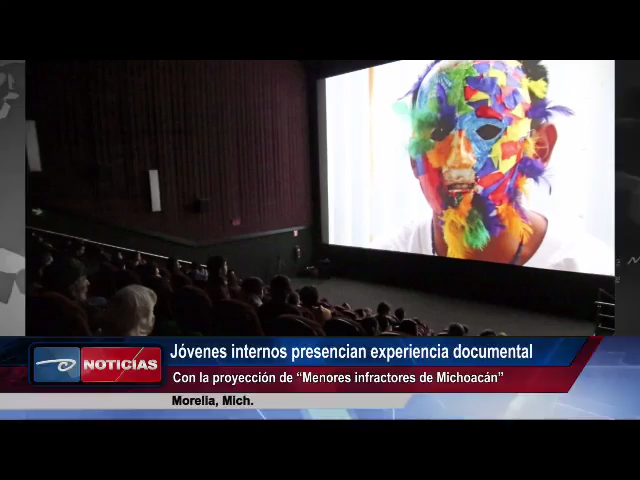 NOTICIAS
Jóvenes internos presencian experiencia documental
Con la proyección de “Menores infractores de Michoacán”
Morelia, Mich.